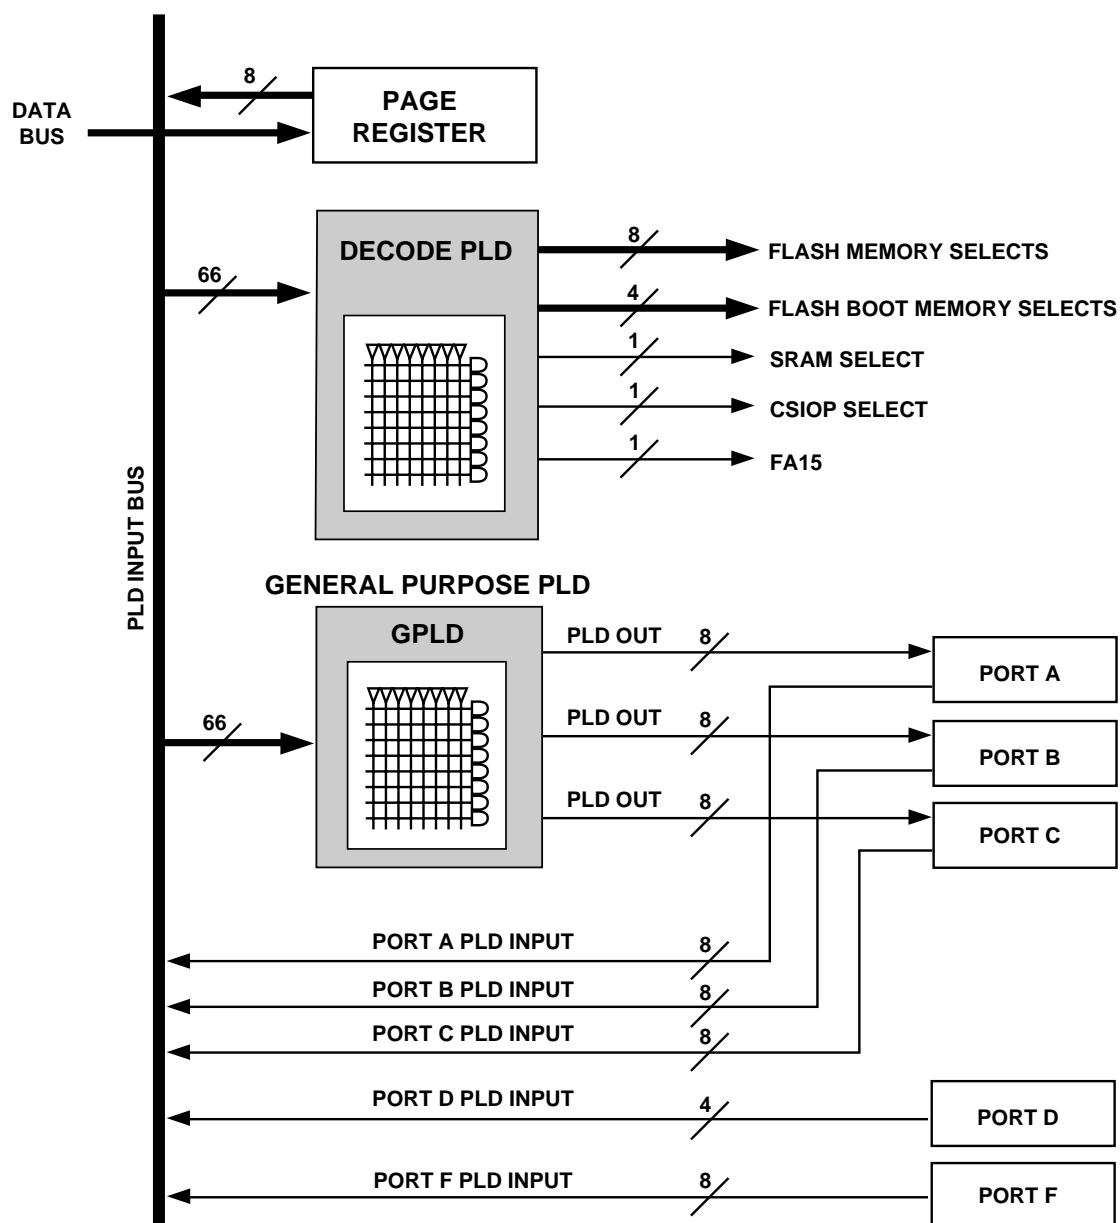 8
PAGE
REGISTER
DATA
BUS
DECODE PLD
8
FLASH MEMORY SELECTS
66
4
FLASH BOOT MEMORY SELECTS
1
SRAM SELECT
1
CSIOP SELECT
1
FA15
PLD INPUT BUS
GENERAL PURPOSE PLD
GPLD
PLD OUT
8
PORT A
66
PLD OUT
8
PORT B
PLD OUT
8
PORT C
PORT A PLD INPUT
8
PORT B PLD INPUT
8
PORT C PLD INPUT
8
PORT D PLD INPUT
4
PORT D
PORT F PLD INPUT
8
PORT F